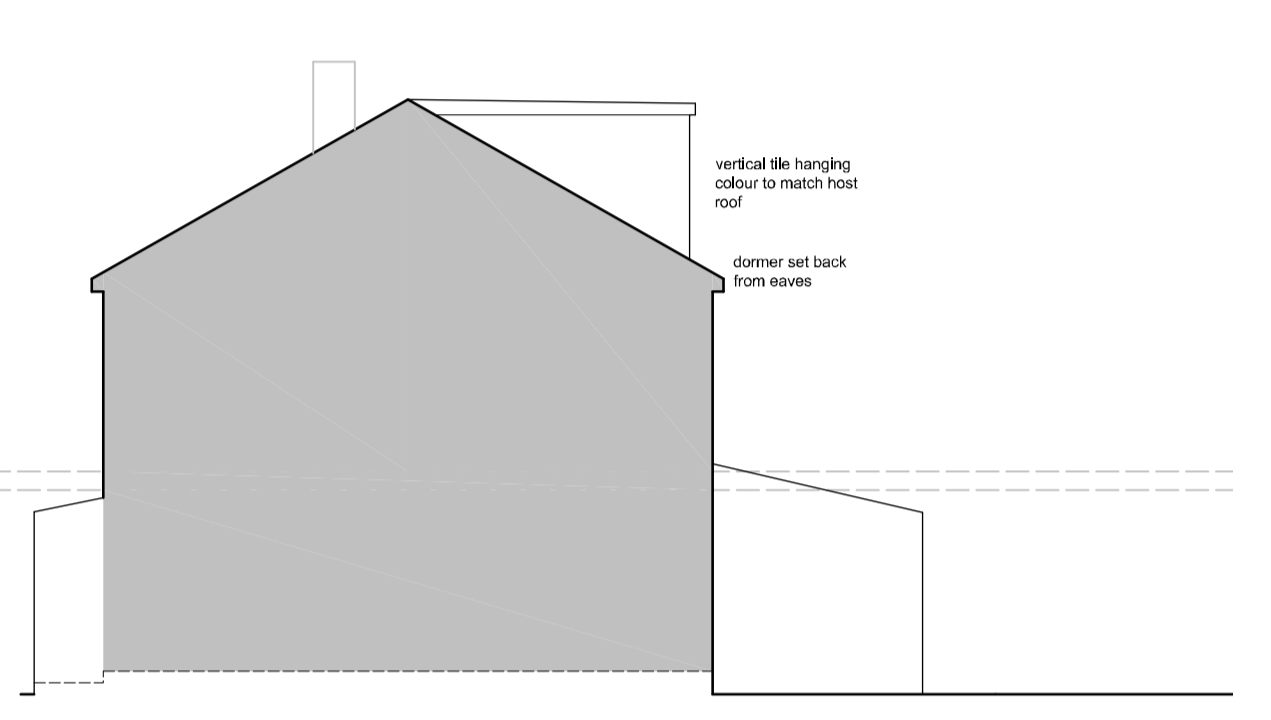 vertical tile hanging
colour to match host
roof
dormer set back
from eaves